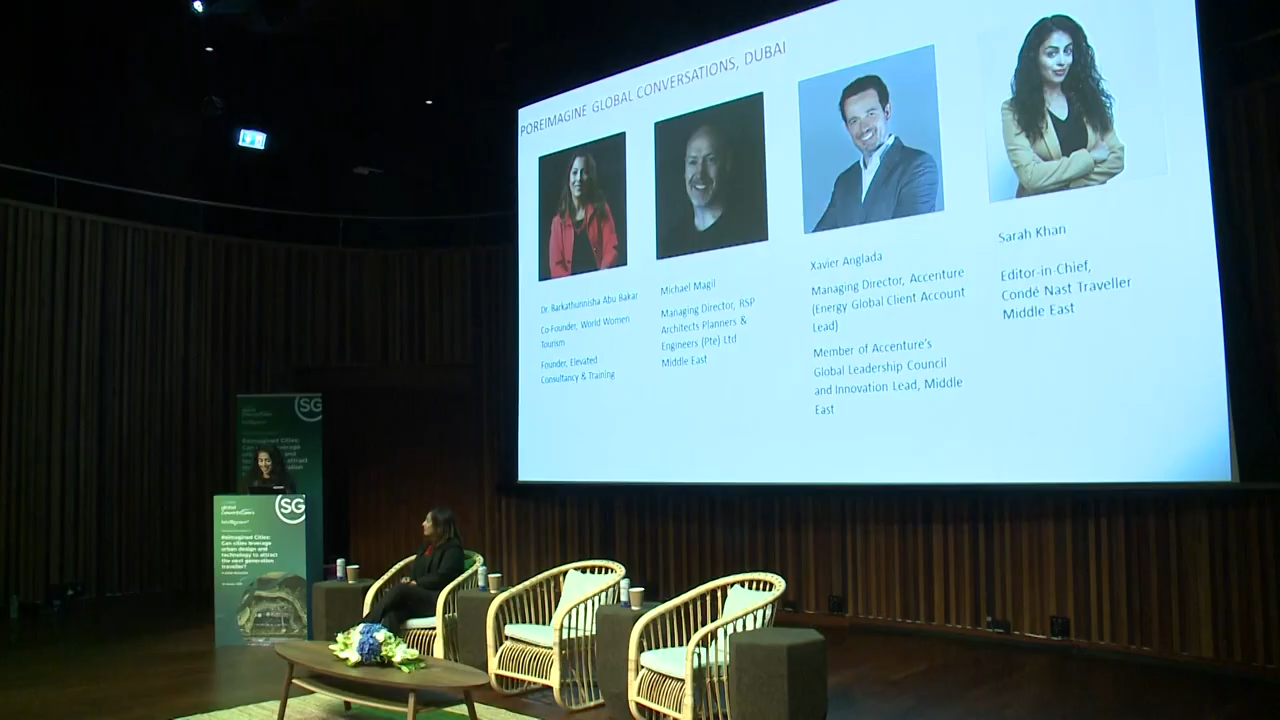 POREIMAGINE GLOBAL CONVERSATIONS, DUBAI
Dr. Barkathunnisha Abu Bakar
Co-Founder, World Women
Tourism
Founder, Elevated
Consultancy & Training
Michael Magil
Managing Director, RSP
Architects Planners &
Engineers (Pte) Ltd
Middle East
Xavier Anglada
Managing Director, Accenture
(Energy Global Client Account
Lead)
Member of Accenture's
Global Leadership Council
and Innovation Lead, Middle
East
Sarah Khan
Editor-in-Chief,
Condé Nast Traveller
Middle East
SG
Reimagined Cities:
SG
global
Reimagined Cities:
Can cities leverage
urban design and
technology to attract
the next generation
traveller?